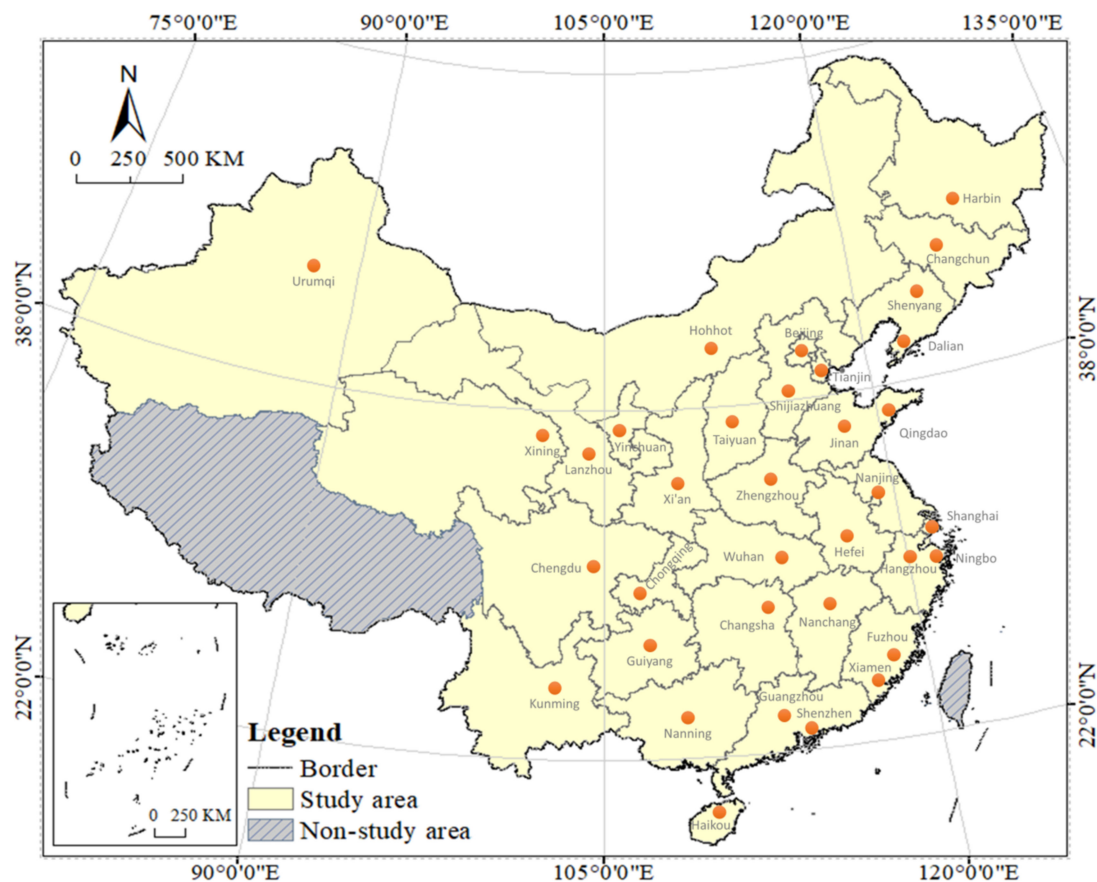 75°0'0"E 90°0'0"E 105°0'0"E 120°0'0"E 135°0'0"E
N
0 250 500 KM
Harbin
Changchun
Urumqi
38°0'0"N
Shenyang
38°0'0"N
Hohhot
Beijing
Dalian
Tianjin
Shijiazhuang
Qingdao
Taiyuan
Jinan
Xining
Yinchuan
Lanzhou
Nanjing
Xi'an
Zhengzhou
Shanghai
Hefei
Wuhan
Ningbo
Hangzhou
Chengdu
Chongqing
Changsha
Nanchang
Fuzhou
Guiyang
Xiamen
22°0'0"N
Kunming
Guangzhou
22°0'0"N
Shenzhen
Nanning
Legend
Border
Study area
0 250 KM
Non-study area
Haikou
90°0'0"E 105°0'0"E 120°0'0"E